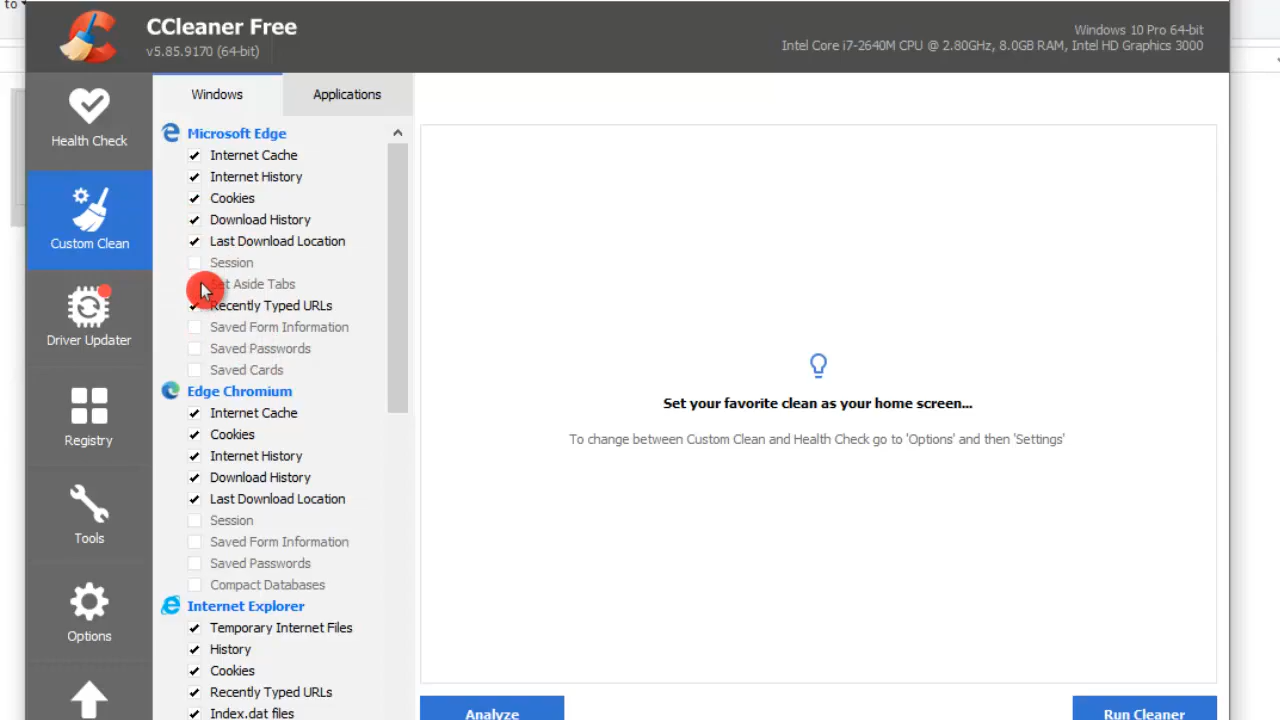 to
CCleaner Free
v5.85.9170 (64-bit)
Windows 10 Pro 64-bit
Intel Core i7-2640M CPU @ 2.80GHz, 8.0GB RAM, Intel HD Graphics 3000
Health Check
Custom Clean
Driver Updater
Registry
Tools
Options
Windows
Applications
Microsoft Edge
Internet Cache
Internet History
Cookies
Download History
Last Download Location
Session
Aside Tabs
Recently Typed URLs
Saved Form Information
Saved Passwords
Saved Cards
Edge Chromium
Internet Cache
Cookies
Internet History
Download History
Last Download Location
Session
Saved Form Information
Saved Passwords
Compact Databases
Internet Explorer
Temporary Internet Files
History
Cookies
Recently Typed URLs
Index.dat files
Set your favorite clean as your home screen...
To change between Custom Clean and Health Check go to 'Options' and then 'Settings'
Analyze
Run Cleaner